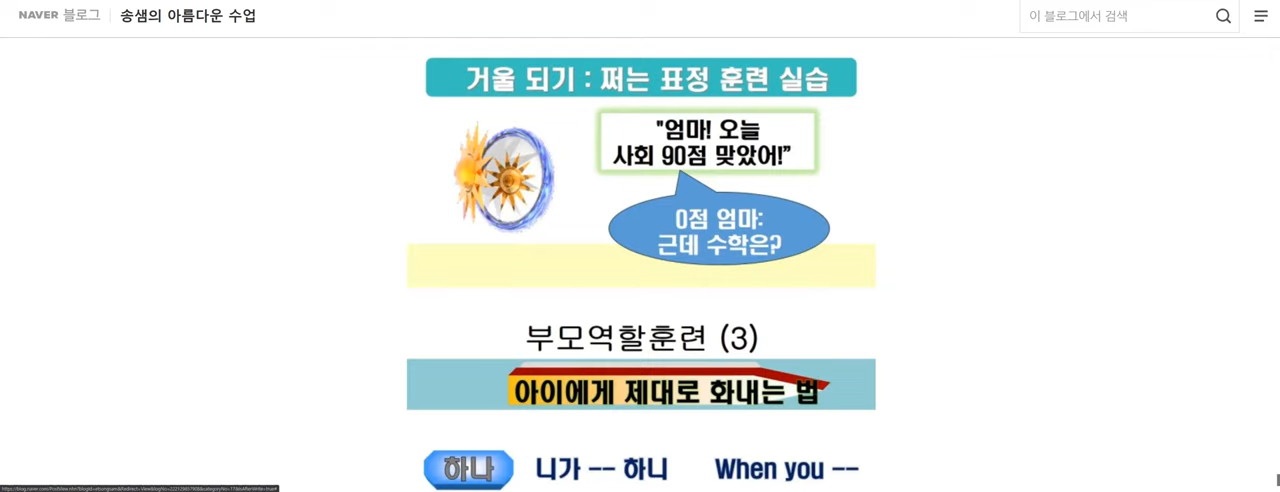 NAVER 블로그 송샘의 아름다운 수업
이 블로그에서 검색
거울 되기 : 쩌는 표정 훈련 실습
"엄마! 오늘
사회 90점 맞았어!”
0점 엄마:
근데 수학은?
부모역할훈련 (3)
아이에게 제대로 화내는 법
하나 니가 -- 하니 When you --